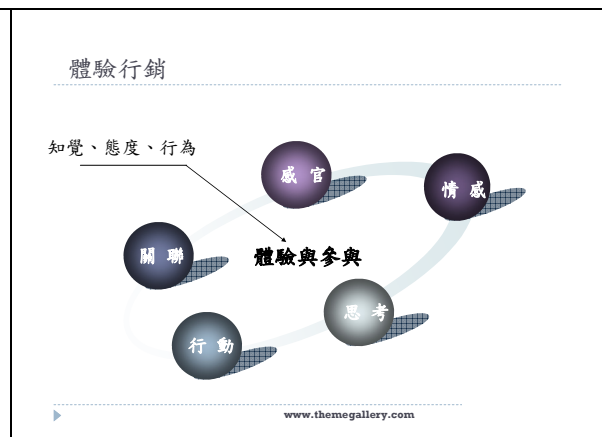 體驗行銷
知覺、態度、行為
感 官
情 感
關 聯
體驗與參與
思 考
行 動
www.themegallery.com